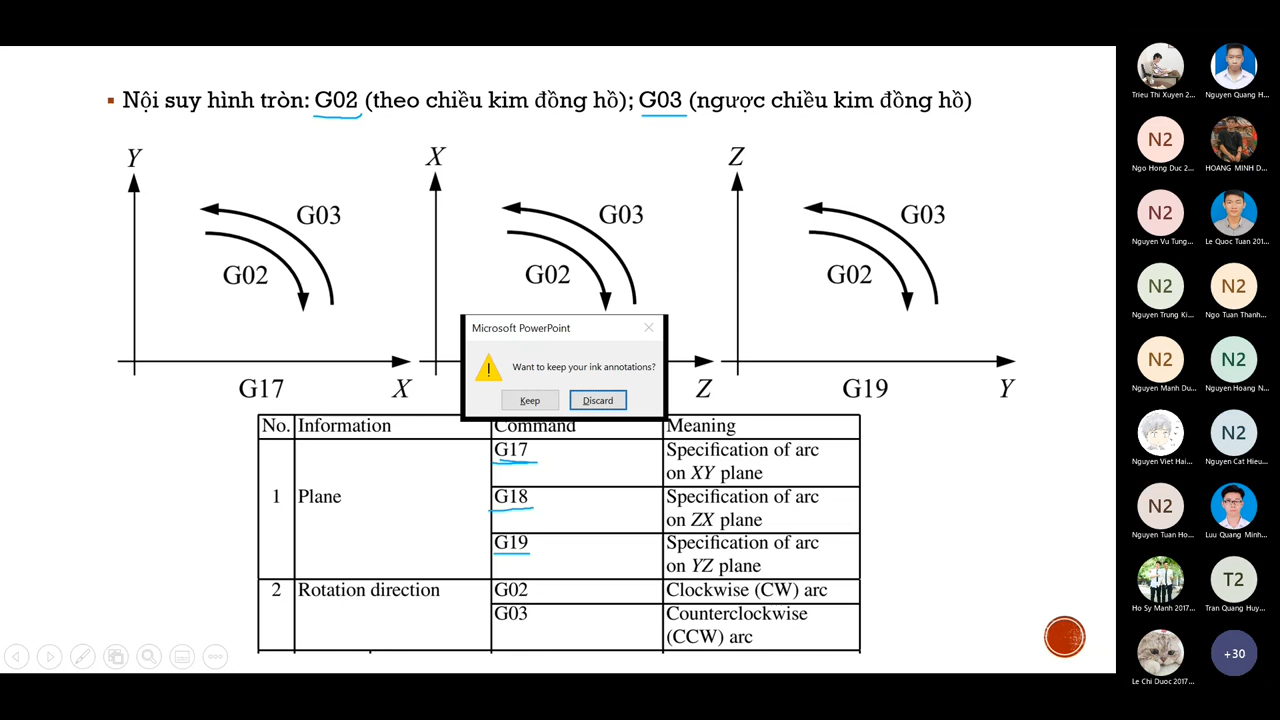 ▪ Nội suy hình tròn: G02 (theo chiều kim đồng hồ); G03 (ngược chiều kim đồng hồ)
Y
G03
G02
G17
X
X
G03
G02
Z
Z
G03
G02
G19
Y
Microsoft PowerPoint
Want to keep your ink annotations?
Keep
Discard
No. Information Command Meaning
1 Plane
G17 Specification of arc
on XY plane
G18 Specification of arc
on ZX plane
G19 Specification of arc
on YZ plane
2 Rotation direction G02 Clockwise (CW) arc
G03 Counterclockwise
(CCW) arc
Trieu Thi Xuyen 2...
Nguyen Quang H...
N2
Ngo Hong Duc 2...
HOANG MINH D...
N2
Nguyen Vu Tung...
Le Quoc Tuan 201...
N2
Nguyen Trung Ki...
N2
Ngo Tuan Thanh...
N2
Nguyen Manh Du...
N2
Nguyen Hoang N...
Nguyen Viet Hai...
N2
Nguyen Cat Hieu...
N2
Nguyen Tuan Ho...
Luu Quang Minh...
Ho Sy Manh 2017...
T2
Tran Quang Huy...
Le Chi Duoc 2017...
+30